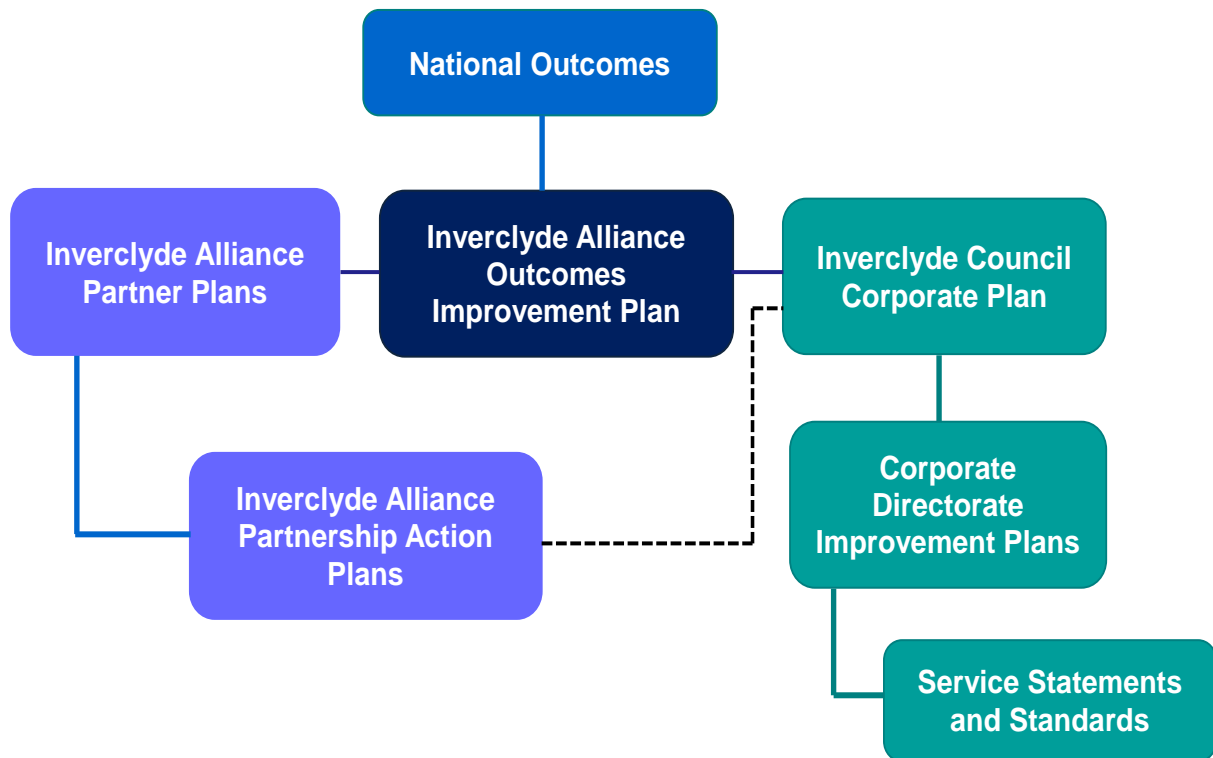 National Outcomes
Inverclyde Alliance
Partner Plans
Inverclyde Alliance
Outcomes
Improvement Plan
Inverclyde Council
Corporate Plan
Inverclyde Alliance
Partnership Action
Plans
Corporate
Directorate
Improvement Plans
Service Statements
and Standards